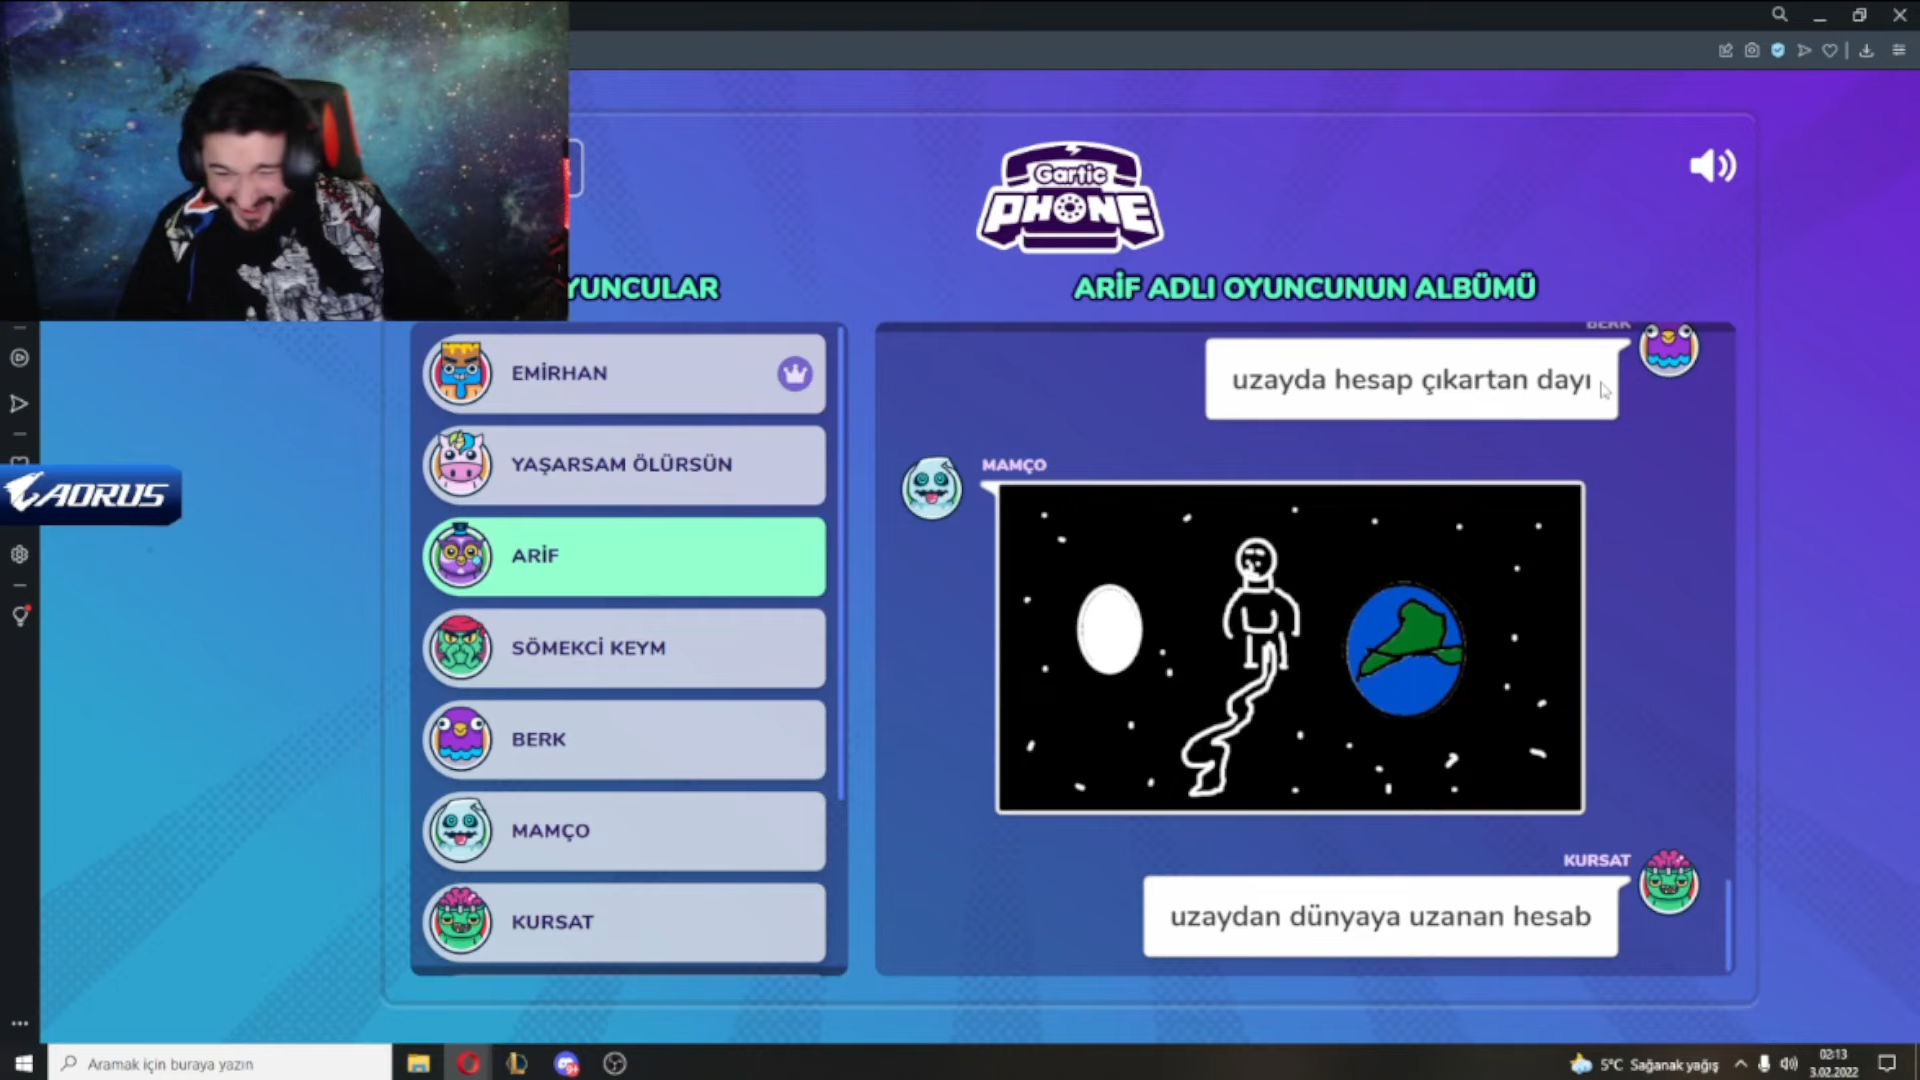 Gartic
PHONE
YUNCULAR
ARİF ADLI OYUNCUNUN ALBÜMÜ
EMİRHAN
YAŞARSAM ÖLÜRSÜN
ARİF
SÖMEKCİ KEYM
BERK
MAMÇO
KURSAT
BERK
uzayda hesap çıkartan dayı
MAMÇO
KURSAT
uzaydan dünyaya uzanan hesab
AORUS
Aramak için buraya yazın
9+
5°C Sağanak yağış
02:13
3.02.2022